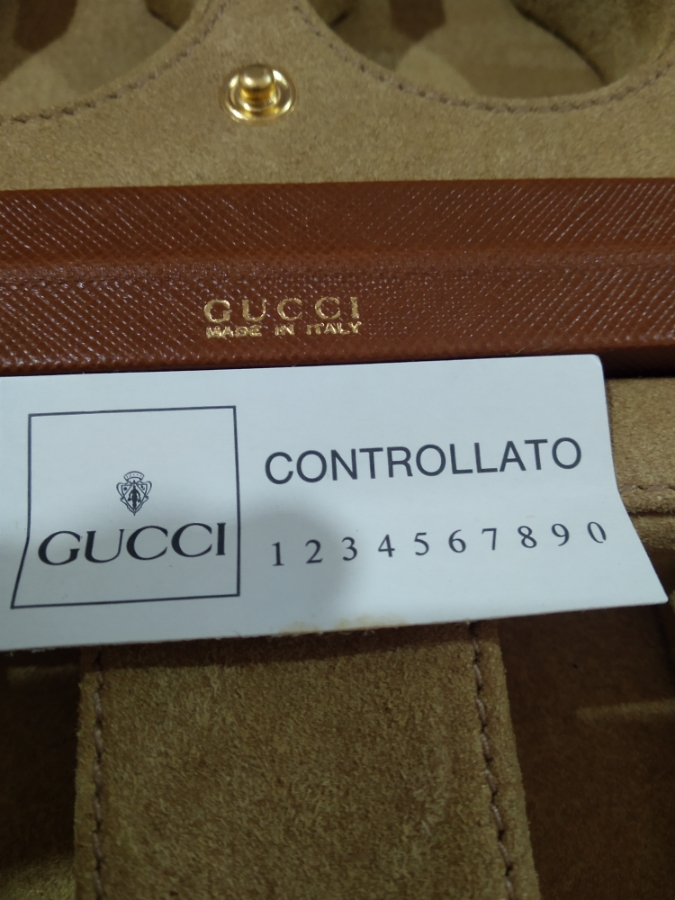 GUCCI
MADE IN ITALY
CONTROLLATO
GUCCI
1 2 3 4 5 6 7 8 9 0